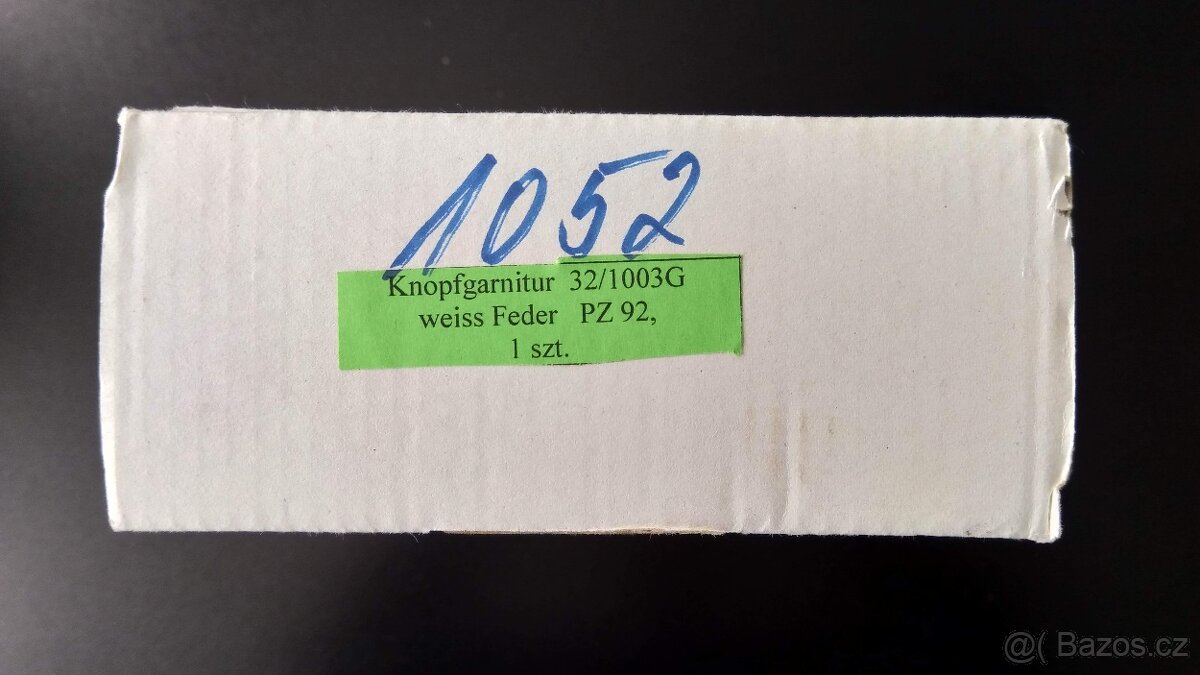 1052
Knopfgarnitur 32/1003G
weiss Feder PZ 92,
1 szt.
@( Bazos.cz